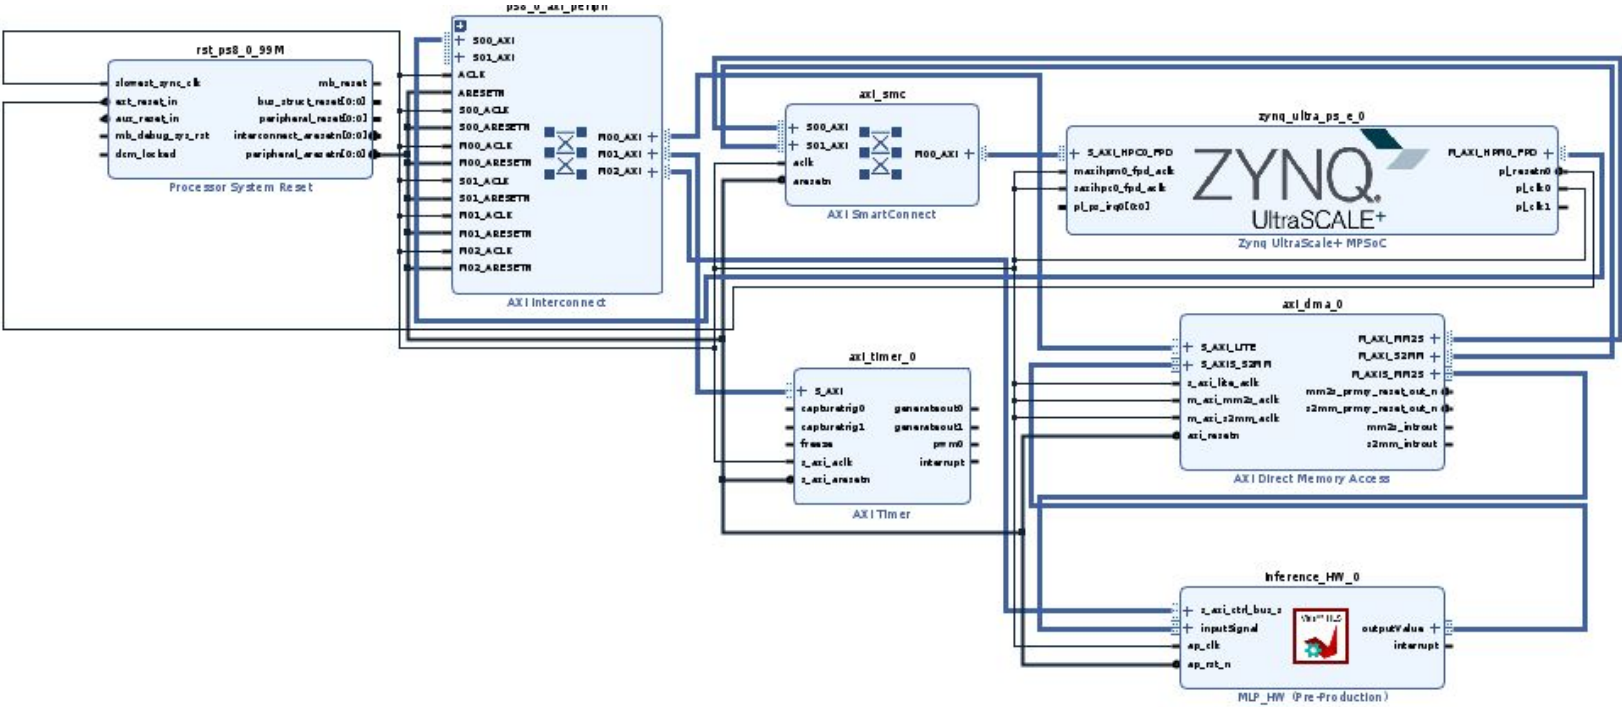 ps8_0_axi_periph
S00_AXI
S01_AXI
ACLK
ARESETN
S00_ACLK
S00_ARESETN
M00_ACLK
M00_ARESETN
S01_ACLK
S01_ARESETN
M01_ACLK
M01_ARESETN
M02_ACLK
M02_ARESETN
M00_AXI
M01_AXI
M02_AXI
AXI Interconnect
rst_ps8_0_99M
slowest_sync_clk
ext_reset_in
aux_reset_in
mb_debug_sys_rst
dcm_locked
mb_reset
bus_struct_reset[0:0]
peripheral_reset[0:0]
interconnect_aresetn[0:0]
peripheral_aresetn[0:0]
Processor System Reset
axi_smc
S00_AXI
S01_AXI
aclk
aresetn
M00_AXI
AXI SmartConnect
zynq_ultra_ps_e_0
S_AXI_HPC0_FPD
maxihpm0_fpd_aclk
saxihpc0_fpd_aclk
pl_ps_irq0[0:0]
ZYNQ.
UltraSCALE+
M_AXI_HPM0_FPD
pl_resetn0
pl_clk0
pl_clk1
Zynq UltraScale+ MPSoC
axi_timer_0
S_AXI
capturetrig0
capturetrig1
freeze
s_axi_aclk
s_axi_aresetn
generateout0
generateout1
pwm0
interrupt
AXI Timer
axi_dma_0
S_AXI_LITE
S_AXIS_S2MM
s_axi_lite_aclk
m_axi_mm2s_aclk
m_axi_s2mm_aclk
axi_resetn
M_AXI_MM2S
M_AXI_S2MM
M_AXIS_MM2S
mm2s_prmry_reset_out_n
s2mm_prmry_reset_out_n
mm2s_introut
s2mm_introut
AXI Direct Memory Access
Inference_HW_0
s_axi_ctrl_bus_s
inputSignal
ap_clk
ap_rst_n
Vitis™ HLS
outputValue
interrupt
MLP_HW (Pre-Production)